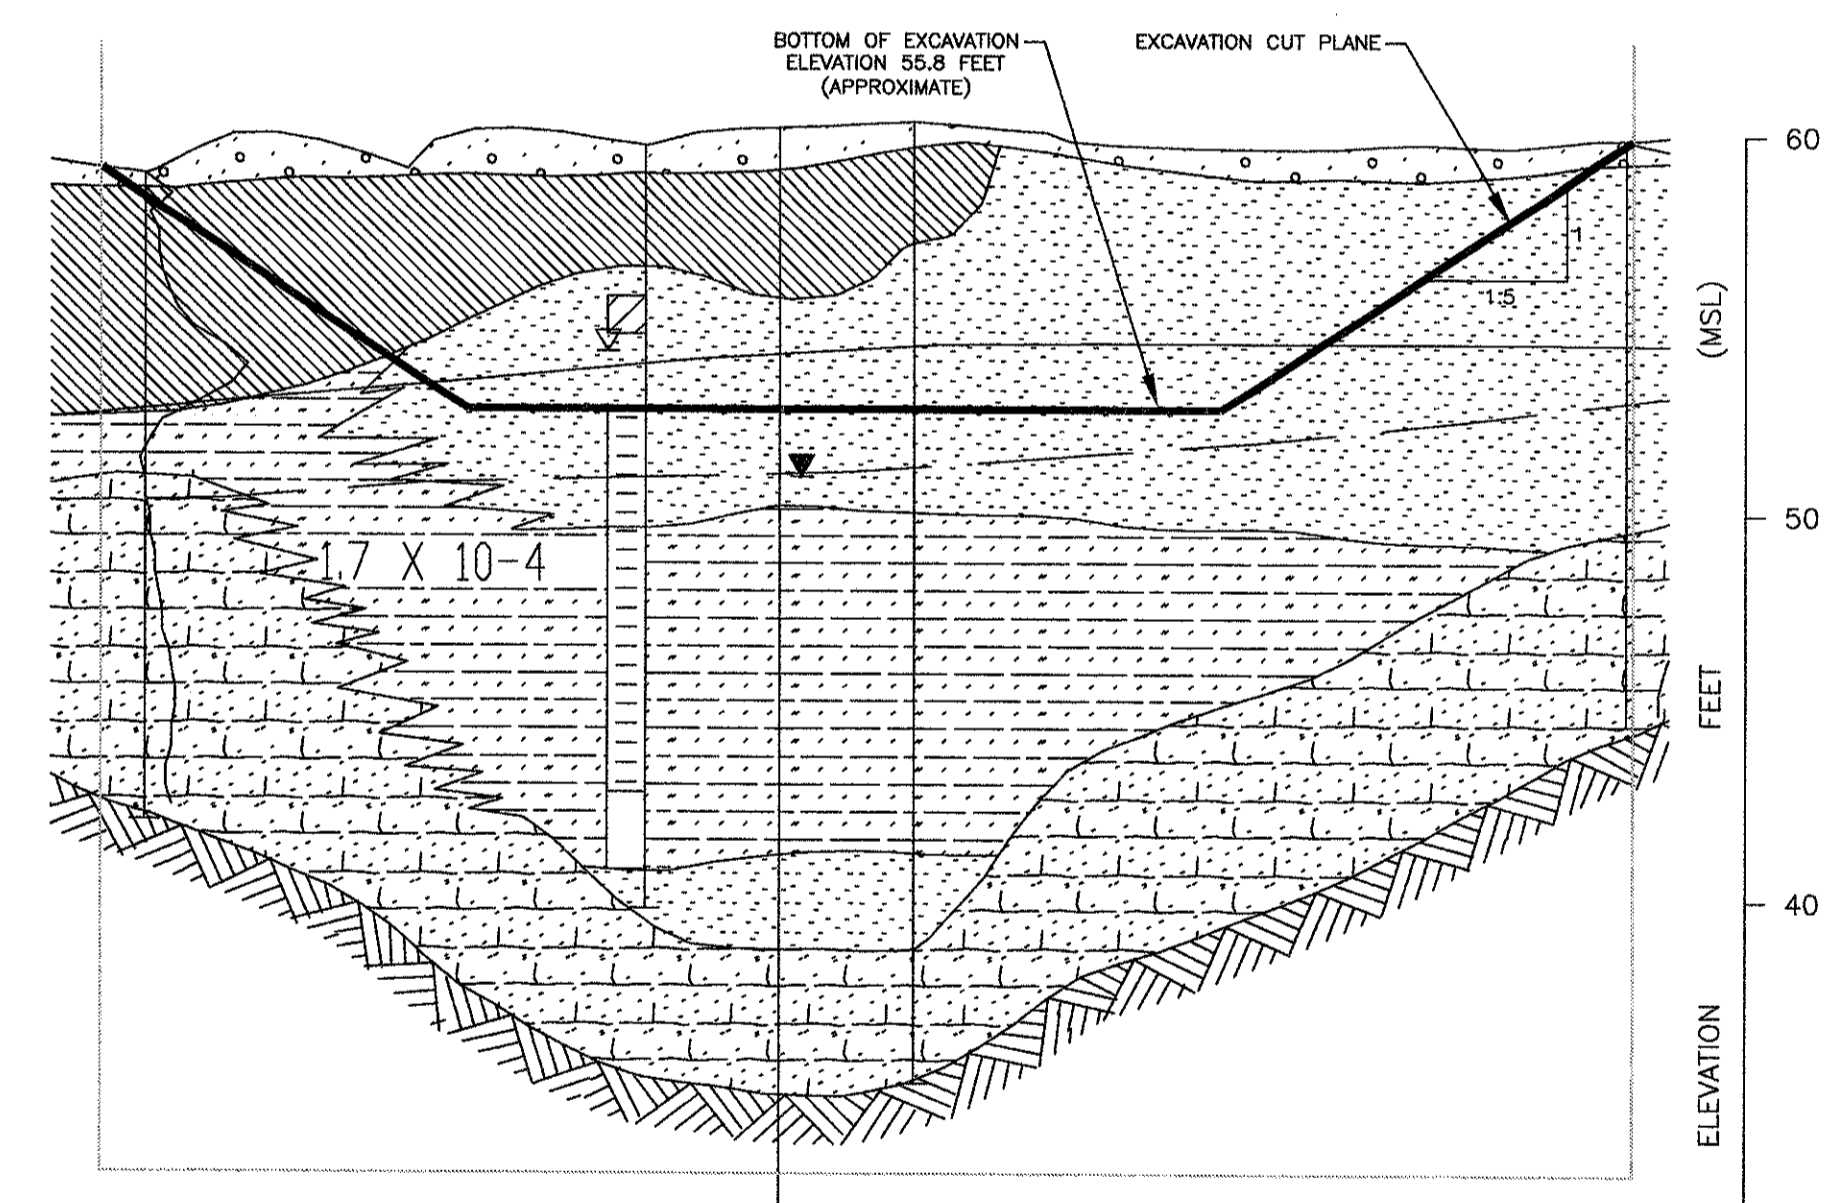 BOTTOM OF EXCAVATION
ELEVATION 55.8 FEET
(APPROXIMATE)
EXCAVATION CUT PLANE
60
1
1.5
(MSL)
50
1.7 X 10-4
FEET
40
ELEVATION